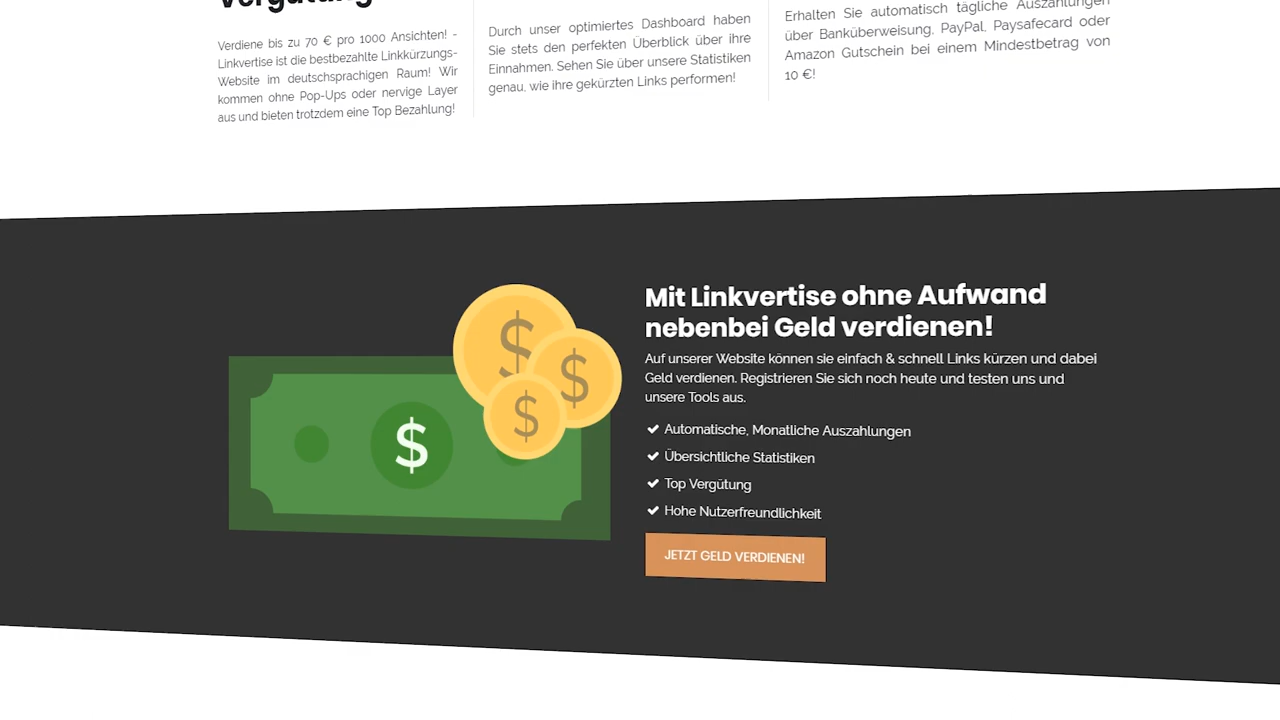 Vergütung
Verdiene bis zu 70 € pro 1000 Ansichten! -
Linkvertise ist die bestbezahlte Linkkürzungs-
Website im deutschsprachigen Raum! Wir
kommen ohne Pop-Ups oder nervige Layer
aus und bieten trotzdem eine Top Bezahlung!
Durch unser optimiertes Dashboard haben
Sie stets den perfekten Überblick über ihre
Einnahmen. Sehen Sie über unsere Statistiken
genau, wie ihre gekürzten Links performen!
Erhalten Sie automatisch tägliche Auszahlungen
über Banküberweisung, PayPal, Paysafecard oder
Amazon Gutschein bei einem Mindestbetrag von
10 €!
$
$
$
$
Mit Linkvertise ohne Aufwand
nebenbei Geld verdienen!
Auf unserer Website können sie einfach & schnell Links kürzen und dabei
Geld verdienen. Registrieren Sie sich noch heute und testen uns und
unsere Tools aus.
✔ Automatische, Monatliche Auszahlungen
✔ Übersichtliche Statistiken
✔ Top Vergütung
✔ Hohe Nutzerfreundlichkeit
JETZT GELD VERDIENEN!